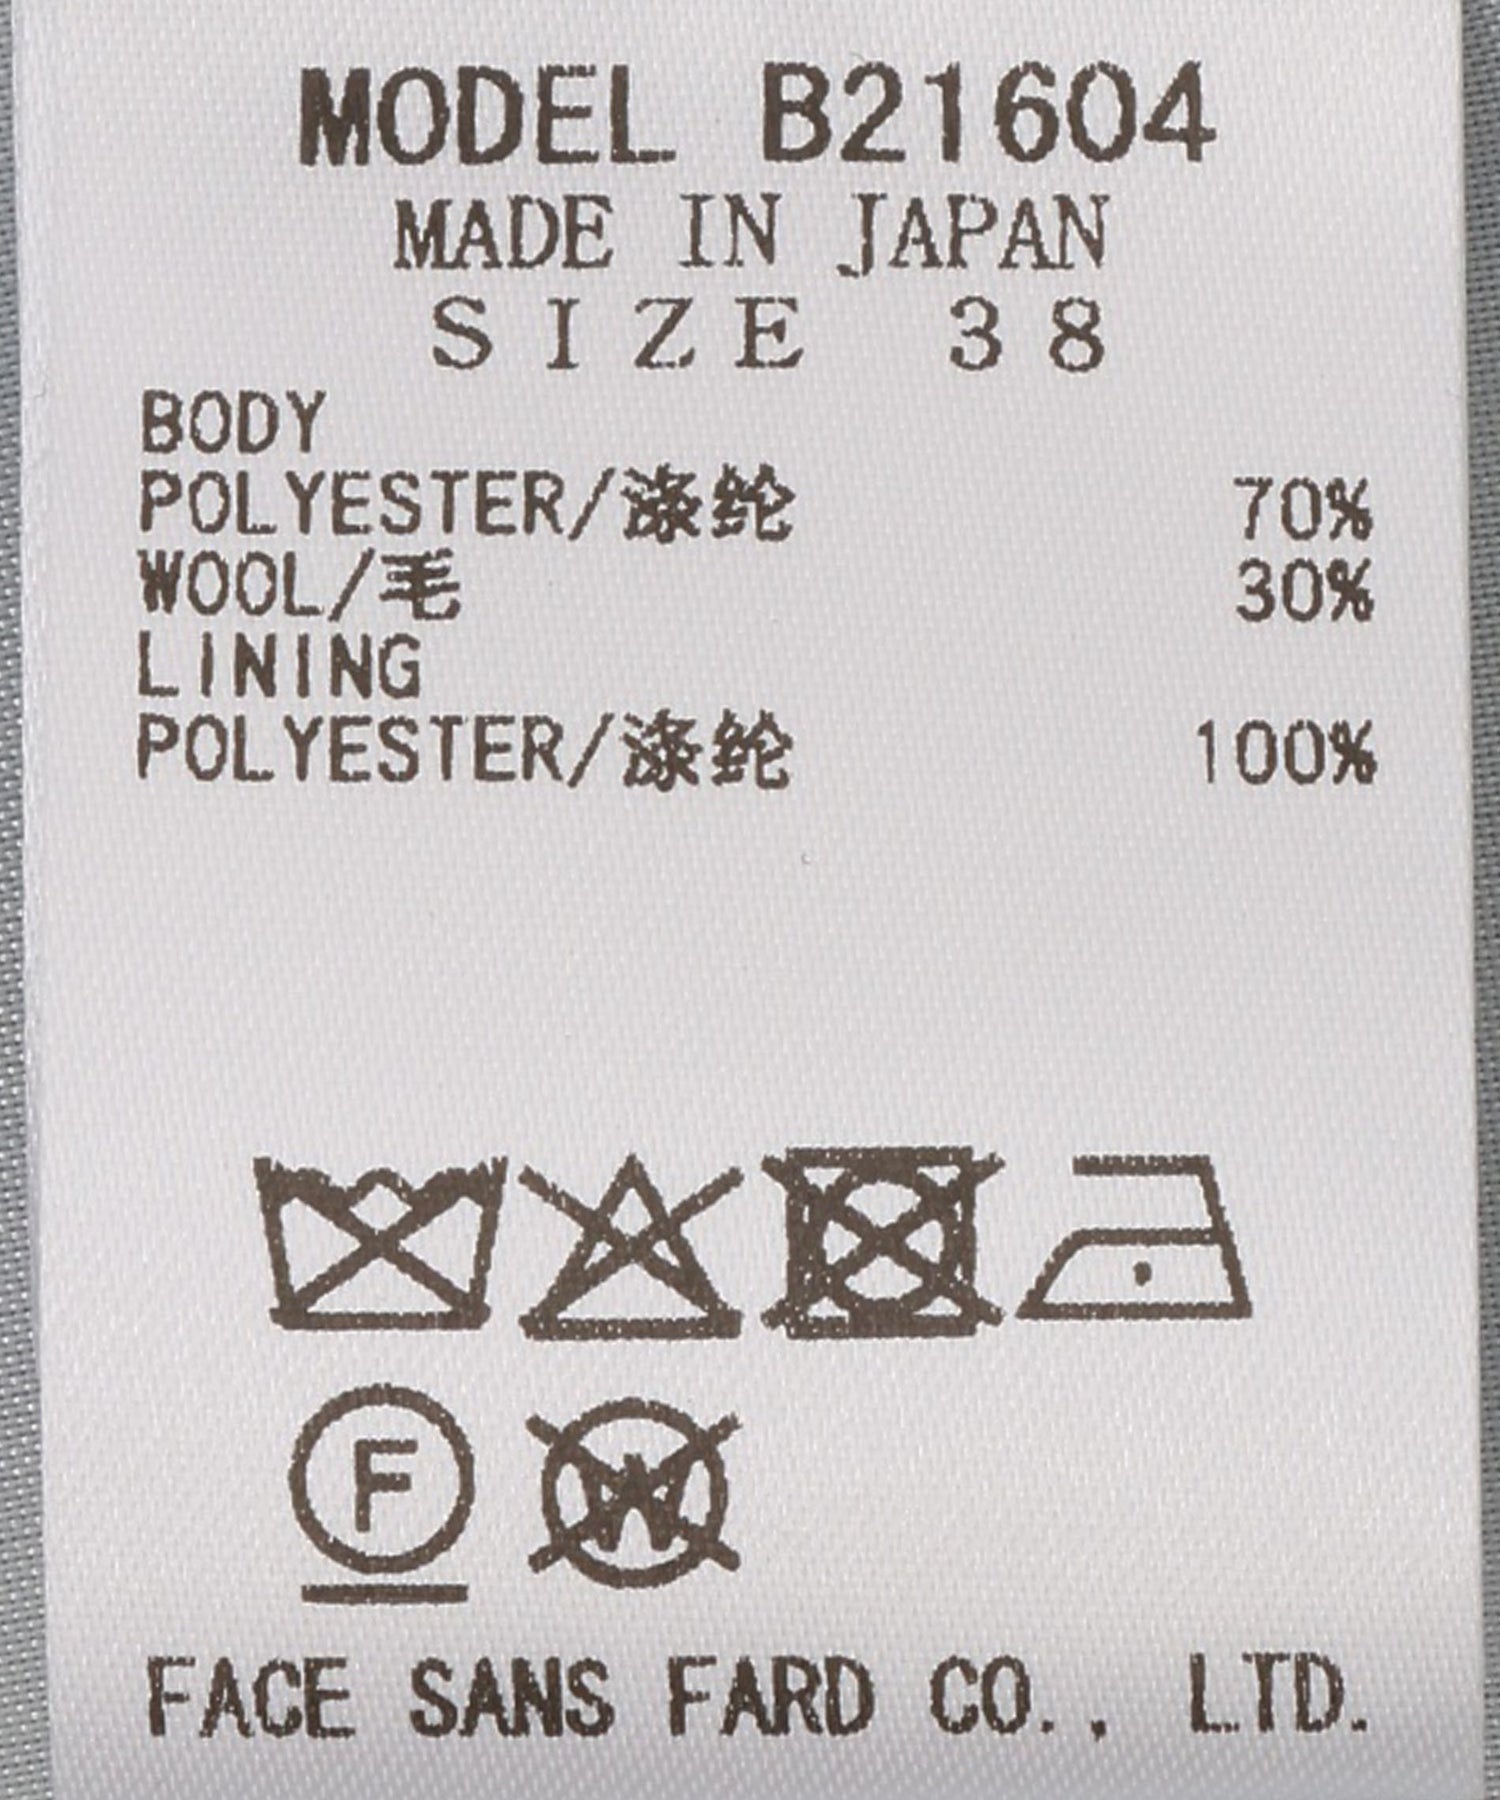 MODEL B21604
MADE IN JAPAN
SIZE 38
BODY
POLYESTER/涤纶 70%
WOOL/毛 30%
LINING
POLYESTER/涤纶 100%
F
W
FACE SANS FARD CO., LTD.